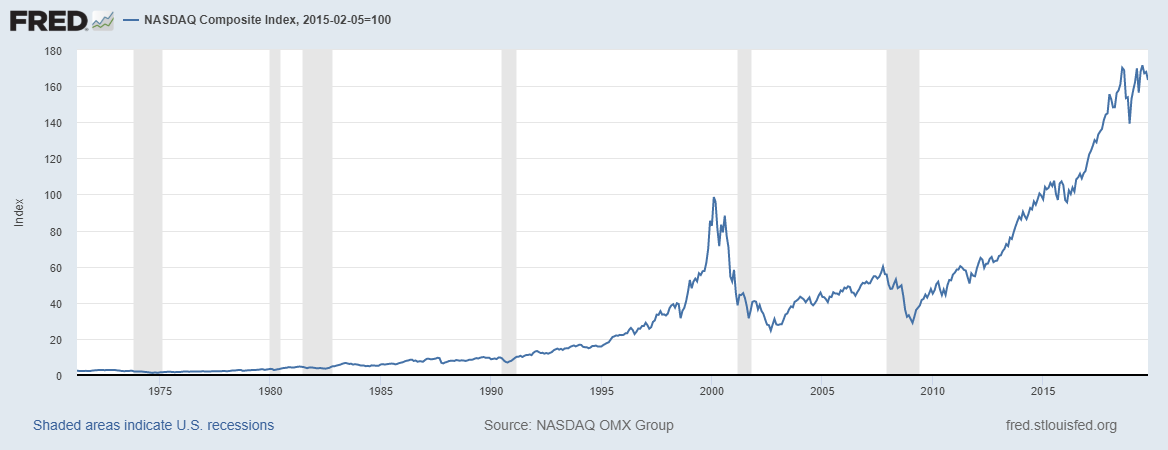 FRED NASDAQ Composite Index, 2015-02-05=100
180
160
140
120
100
80
60
40
20
0
Index
1975 1980 1985 1990 1995 2000 2005 2010 2015
Shaded areas indicate U.S. recessions Source: NASDAQ OMX Group fred.stlouisfed.org